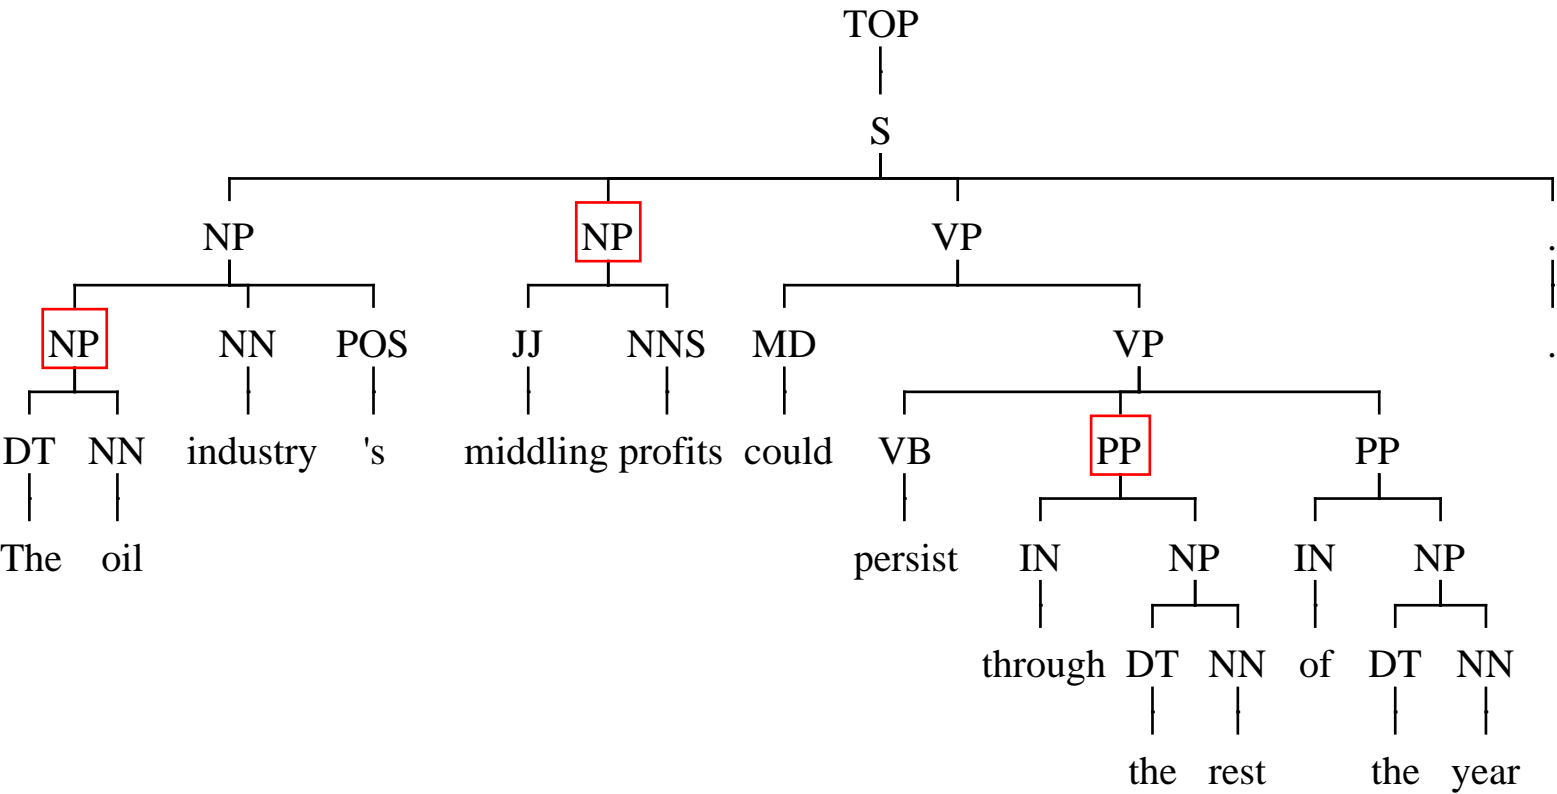 TOP
S
NP NP VP .
NP NN POS JJ NNS MD VP .
DT NN industry 's middling profits could VB PP PP
The oil persist IN NP IN NP
through DT NN of DT NN
the rest the year